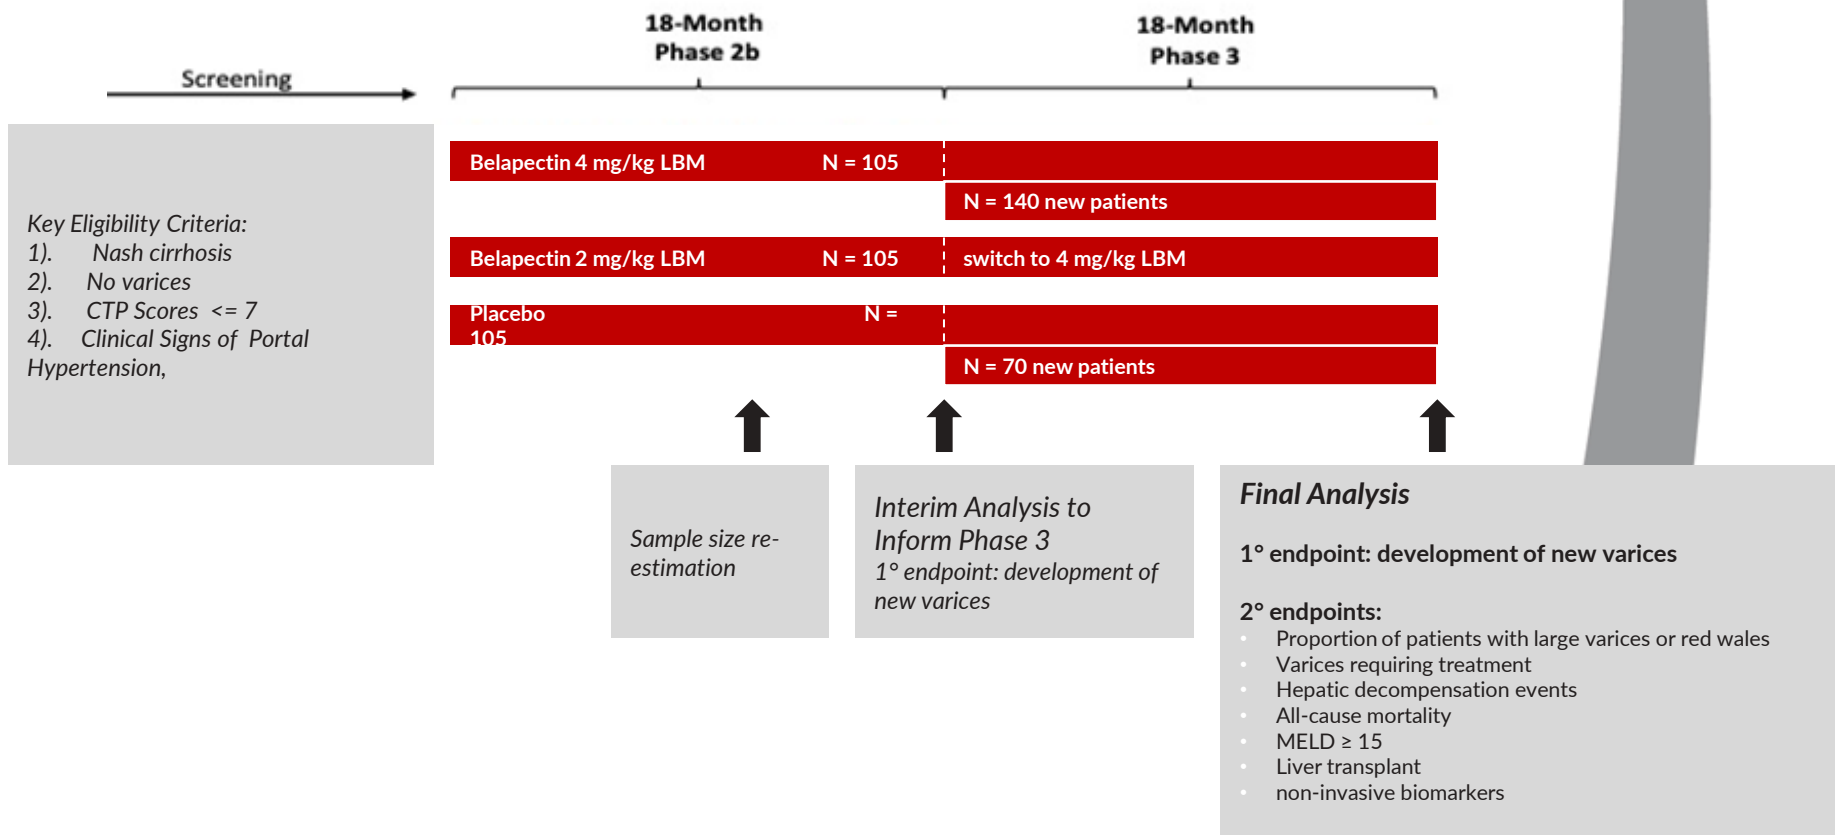 18-Month
Phase 2b
18-Month
Phase 3
Screening
Key Eligibility Criteria:
1). Nash cirrhosis
2). No varices
3). CTP Scores <= 7
4). Clinical Signs of Portal
Hypertension,
Belapectin 4 mg/kg LBM N = 105
N = 140 new patients
Belapectin 2 mg/kg LBM N = 105
switch to 4 mg/kg LBM
Placebo N =
105
N = 70 new patients
Sample size re-
estimation
Interim Analysis to
Inform Phase 3
1° endpoint: development of
new varices
Final Analysis
1° endpoint: development of new varices
2° endpoints:
• Proportion of patients with large varices or red wales
• Varices requiring treatment
• Hepatic decompensation events
• All-cause mortality
• MELD ≥ 15
• Liver transplant
• non-invasive biomarkers